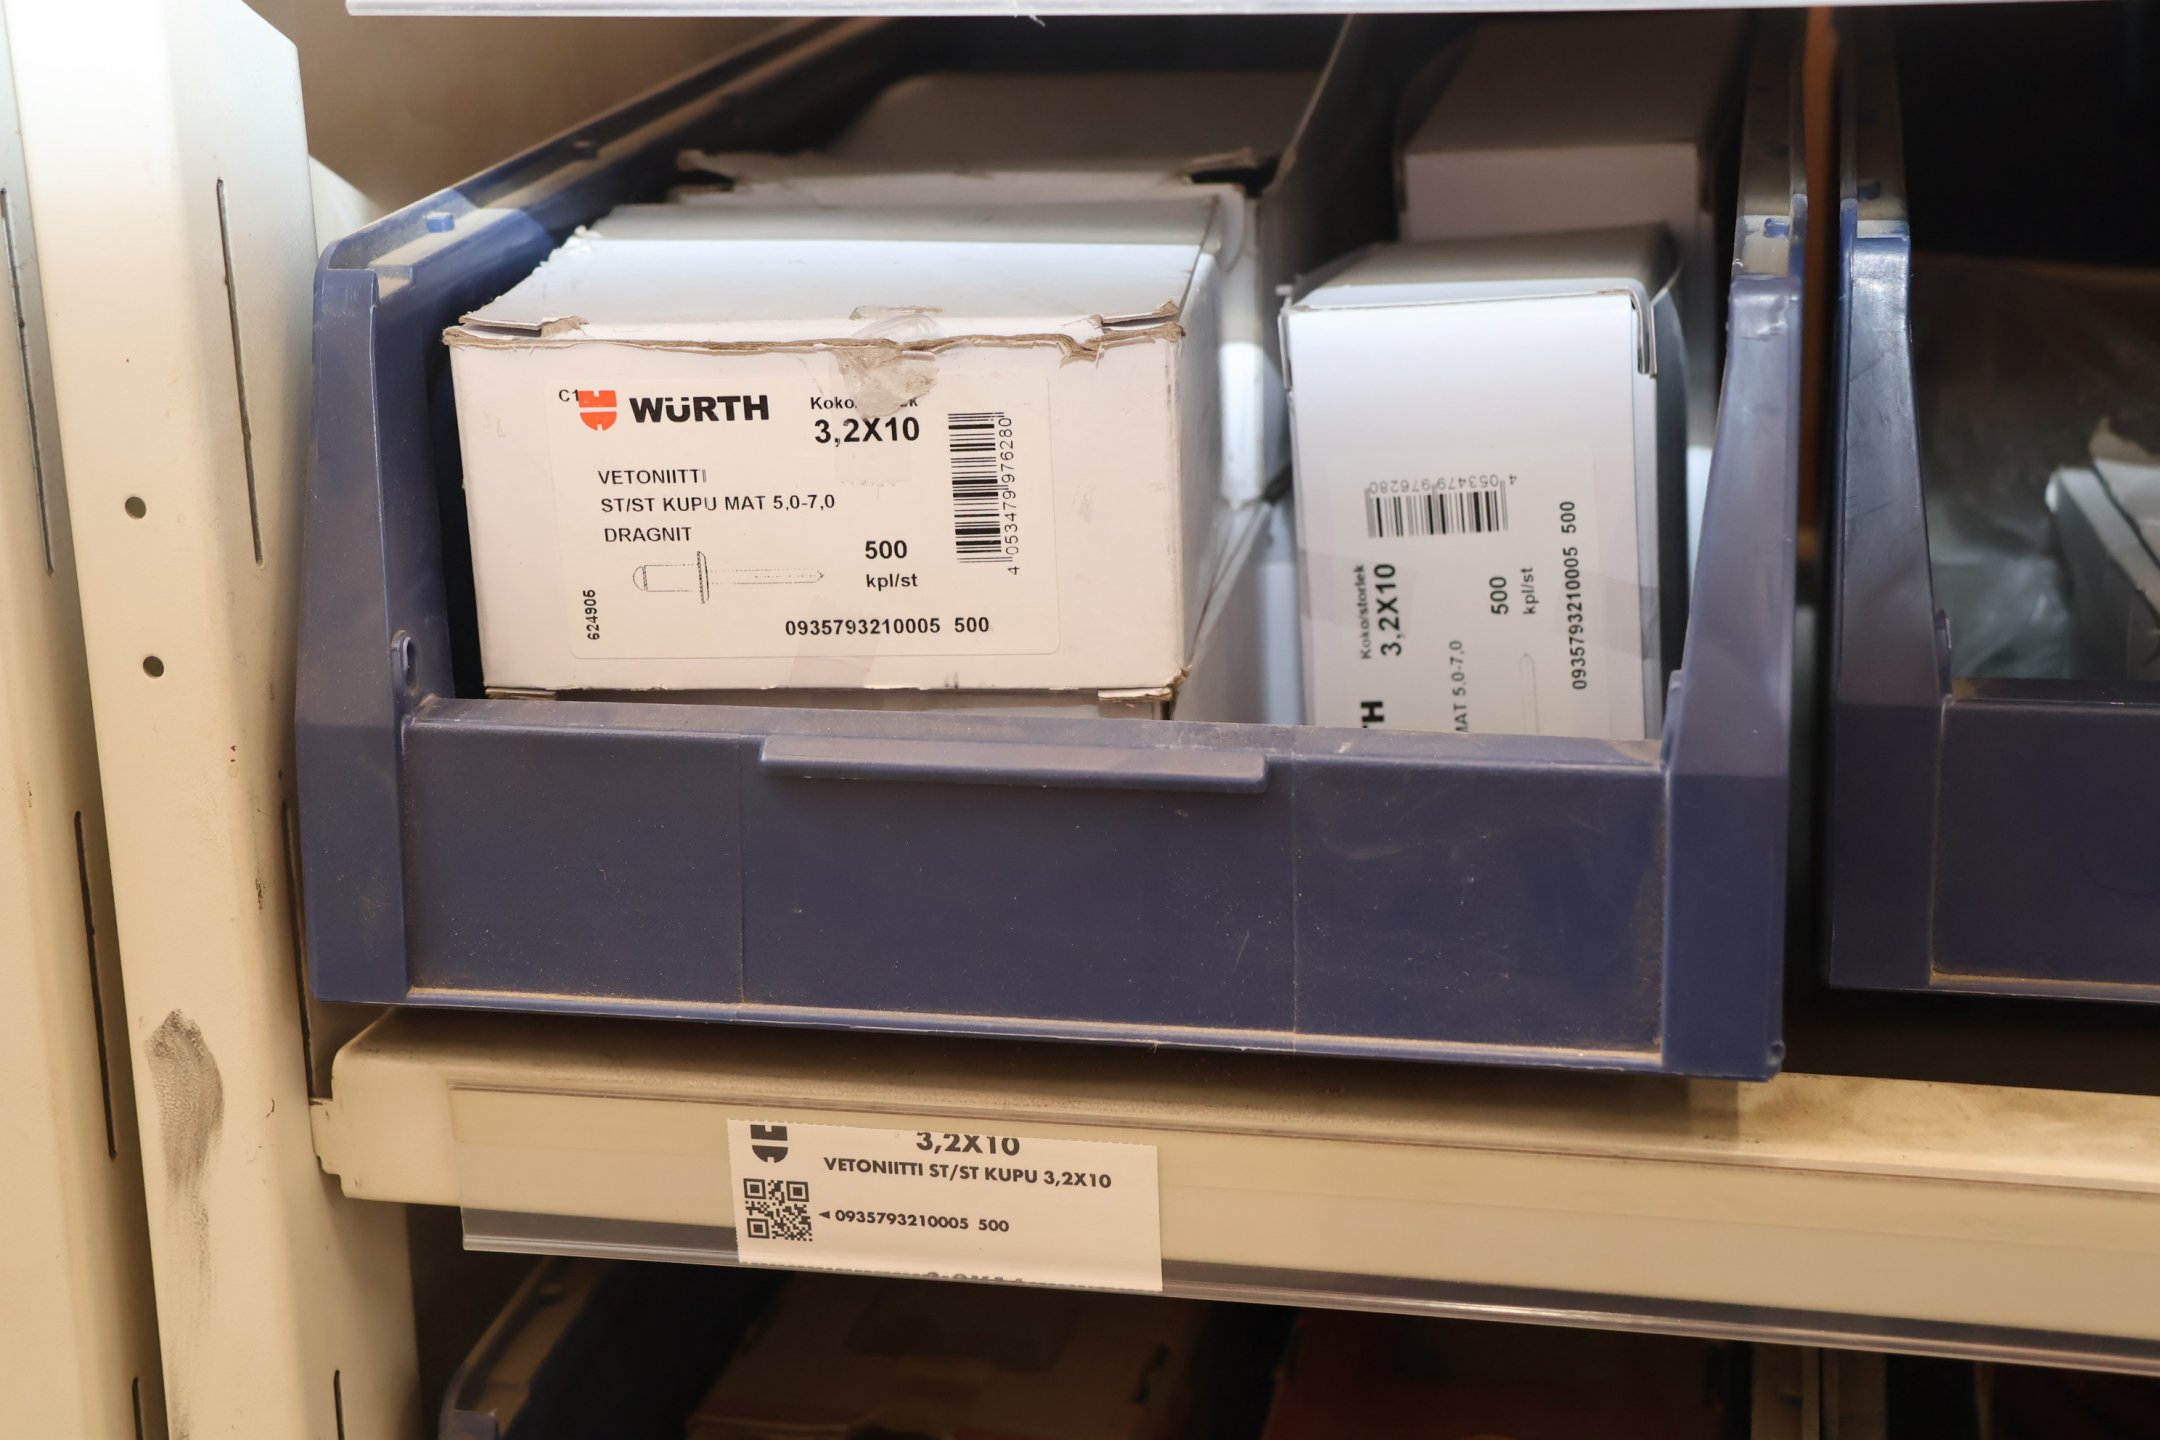 C1 WÜRTH
3,2X10
VETONIITTI
ST/ST KUPU MAT 5,0-7,0
DRAGNIT
500
kpl/st
624905
0935793210005 500
4 053479 976280
4 053479 976280
Koko/storlek
3,2X10
500
kpl/st
MAT 5,0-7,0
0935793210005 500
TH
3,2X10
VETONIITTI ST/ST KUPU 3,2X10
◄0935793210005 500